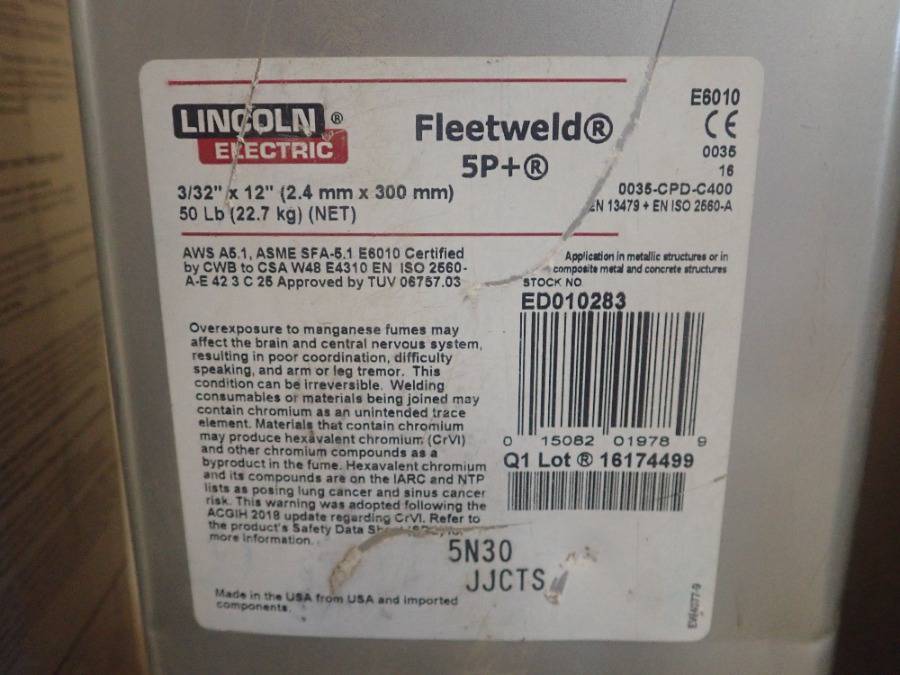 LINCOLN ®
ELECTRIC
Fleetweld®
5P+®
E6010
CE
0035
16
0035-CPD-C400
EN 13479 + EN ISO 2560-A
3/32" x 12" (2.4 mm x 300 mm)
50 Lb (22.7 kg) (NET)
AWS A5.1, ASME SFA-5.1 E6010 Certified
by CWB to CSA W48 E4310 EN ISO 2560-
A-E 42 3 C 25 Approved by TUV 06757.03
Application in metallic structures or in
composite metal and concrete structures
STOCK NO
ED010283
Overexposure to manganese fumes may
affect the brain and central nervous system,
resulting in poor coordination, difficulty
speaking, and arm or leg tremor. This
condition can be irreversible. Welding
consumables or materials being joined may
contain chromium as an unintended trace
element. Materials that contain chromium
may produce hexavalent chromium (CrVI)
and other chromium compounds as a
byproduct in the fume. Hexavalent chromium
and its compounds are on the IARC and NTP
lists as posing lung cancer and sinus cancer
risk. This warning was adopted following the
ACGIH 2018 update regarding CrVI. Refer to
the product's Safety Data
more information.
0 15082 01978 9
Q1 Lot ® 16174499
5N30
JJCTS
Made in the USA from USA and imported
components.